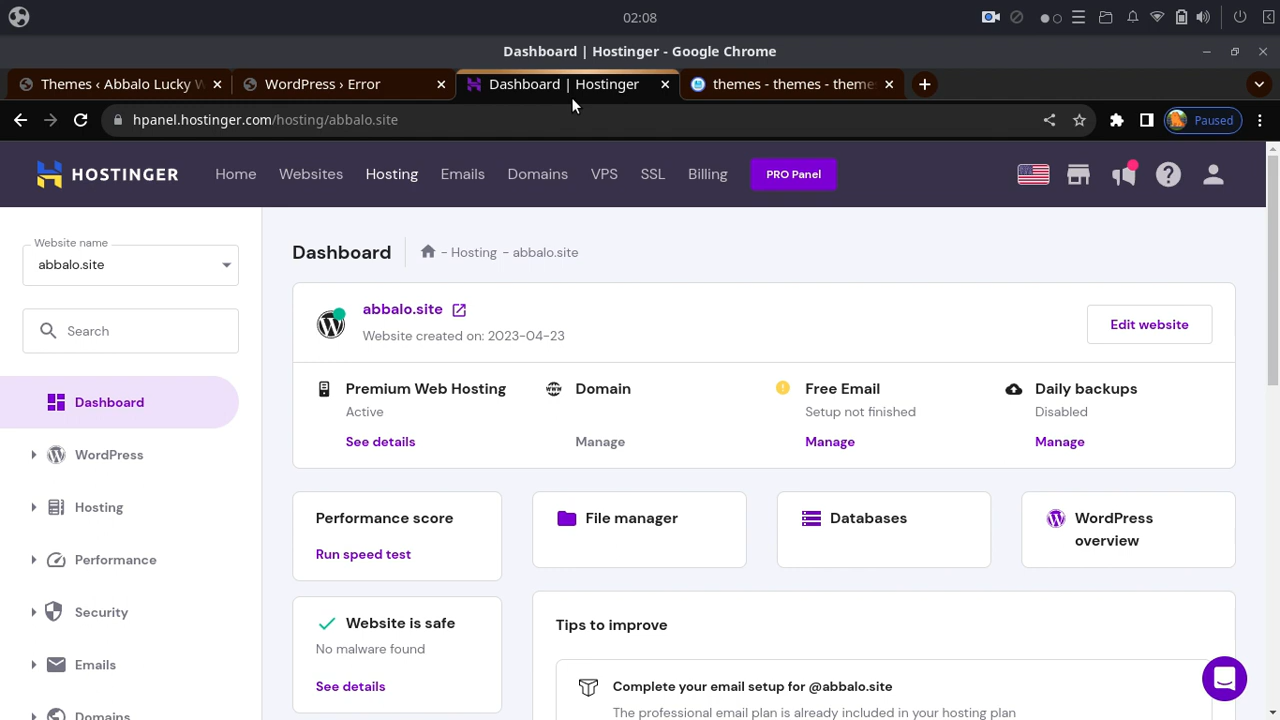 02:08
Dashboard | Hostinger - Google Chrome
Themes ‹ Abbalo Lucky W
WordPress › Error
Dashboard | Hostinger
themes - themes - theme
hpanel.hostinger.com/hosting/abbalo.site
Paused
HOSTINGER
Home
Websites
Hosting
Emails
Domains
VPS
SSL
Billing
PRO Panel
Website name
abbalo.site
Search
Dashboard
WordPress
Hosting
Performance
Security
Emails
Domains
Dashboard
- Hosting - abbalo.site
abbalo.site
Website created on: 2023-04-23
Edit website
Premium Web Hosting
Active
See details
Domain
Manage
Free Email
Setup not finished
Manage
Daily backups
Disabled
Manage
Performance score
Run speed test
File manager
Databases
WordPress
overview
Website is safe
No malware found
See details
Tips to improve
Complete your email setup for @abbalo.site
The professional email plan is already included in your hosting plan